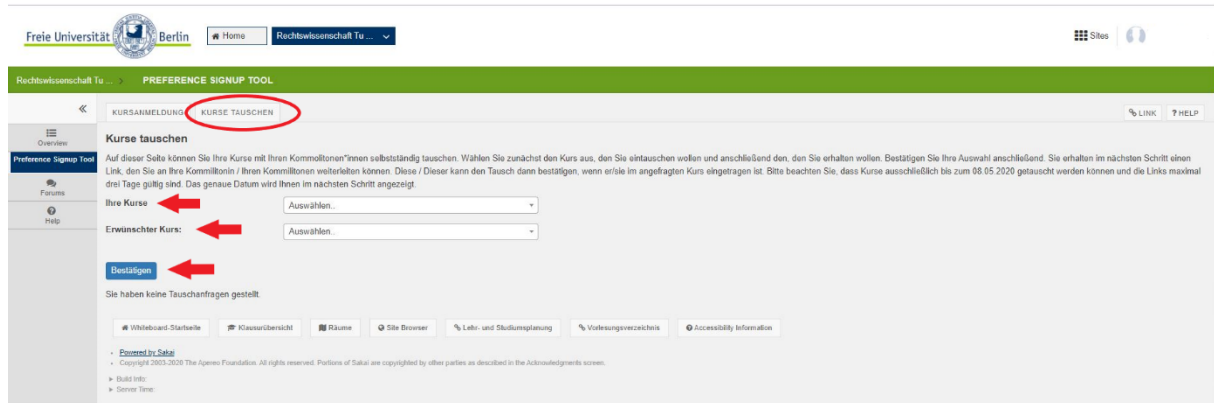 Freie Universität Berlin
Home
Rechtswissenschaft Tu ...
Sites
Rechtswissenschaft Tu ... > PREFERENCE SIGNUP TOOL
KURSANMELDUNG KURSE TAUSCHEN
LINK ? HELP
Overview
Preference Signup Tool
Forums
Help
Kurse tauschen
Auf dieser Seite können Sie Ihre Kurse mit Ihren Kommolitonen*innen selbstständig tauschen. Wählen Sie zunächst den Kurs aus, den Sie eintauschen wollen und anschließend den, den Sie erhalten wollen. Bestätigen Sie Ihre Auswahl anschließend. Sie erhalten im nächsten Schritt einen
Link, den Sie an Ihre Kommilitonin / Ihren Kommilitonen weiterleiten können. Diese / Dieser kann den Tausch dann bestätigen, wenn er/sie im angefragten Kurs eingetragen ist. Bitte beachten Sie, dass Kurse ausschließlich bis zum 08.05.2020 getauscht werden können und die Links maximal
drei Tage gültig sind. Das genaue Datum wird Ihnen im nächsten Schritt angezeigt.
Ihre Kurse Auswählen..
Erwünschter Kurs: Auswählen..
Bestätigen
Sie haben keine Tauschanfragen gestellt.
Whiteboard-Startseite Klausurübersicht Räume Site Browser Lehr- und Studiumsplanung Vorlesungsverzeichnis Accessibility Information
Powered by Sakai
Copyright 2003-2020 The Apereo Foundation. All rights reserved. Portions of Sakai are copyrighted by other parties as described in the Acknowledgments screen.
Build Info:
Server Time: